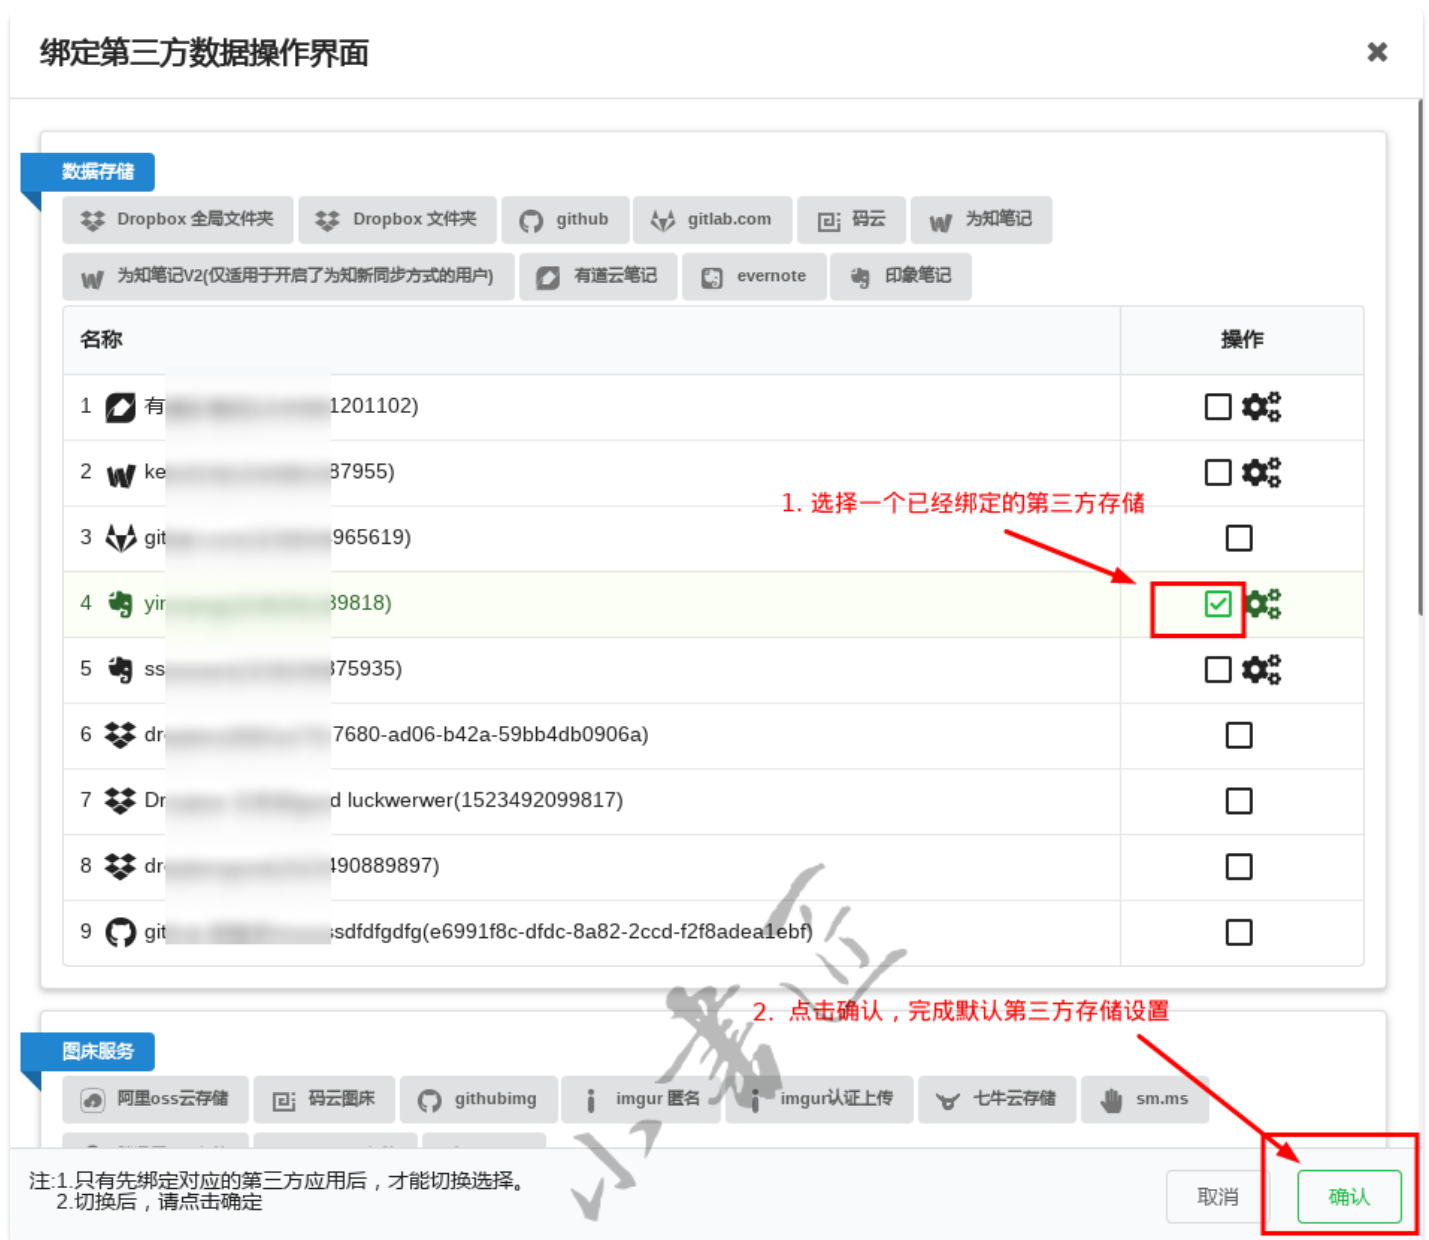 绑定第三方数据操作界面
数据存储
Dropbox 全局文件夹 Dropbox 文件夹 github gitlab.com 码云 为知笔记
为知笔记V2(仅适用于开启了为知新同步方式的用户) 有道云笔记 evernote 印象笔记
名称 操作
1 有 1201102)
2 ke 87955)
1. 选择一个已经绑定的第三方存储
3 git 965619)
4 yin 39818)
5 ss 375935)
6 dr 7680-ad06-b42a-59bb4db0906a)
7 Dr d luckwerwer(1523492099817)
8 dr 490889897)
9 git ssdfdfgdfg(e6991f8c-dfdc-8a82-2ccd-f2f8adea1ebf)
2. 点击确认，完成默认第三方存储设置
图床服务
阿里oss云存储 码云图床 githubimg imgur 匿名 imgur认证上传 七牛云存储 sm.ms
小书匠
注:1.只有先绑定对应的第三方应用后，才能切换选择。
2.切换后，请点击确定
取消 确认